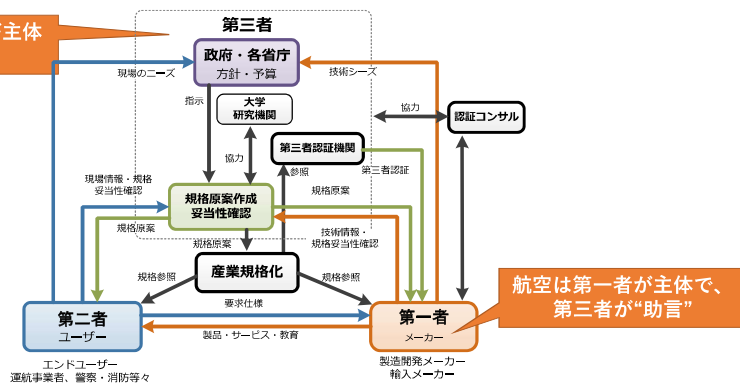 主体
第三者
政府・各省庁
方針・予算
現場のニーズ
技術シーズ
指示
大学
研究機関
協力
認証コンサル
第三者認証機関
協力
参照
第三者認証
現場情報・規格
妥当性確認
規格原案作成
妥当性確認
規格原案
規格原案
技術情報・
規格妥当性確認
規格原案
産業規格化
規格参照
規格参照
要求仕様
第二者
ユーザー
第一者
メーカー
製品・サービス・教育
航空は第一者が主体で、
第三者が“助言”
エンドユーザー
運航事業者、警察・消防等々
製造開発メーカー
輸入メーカー